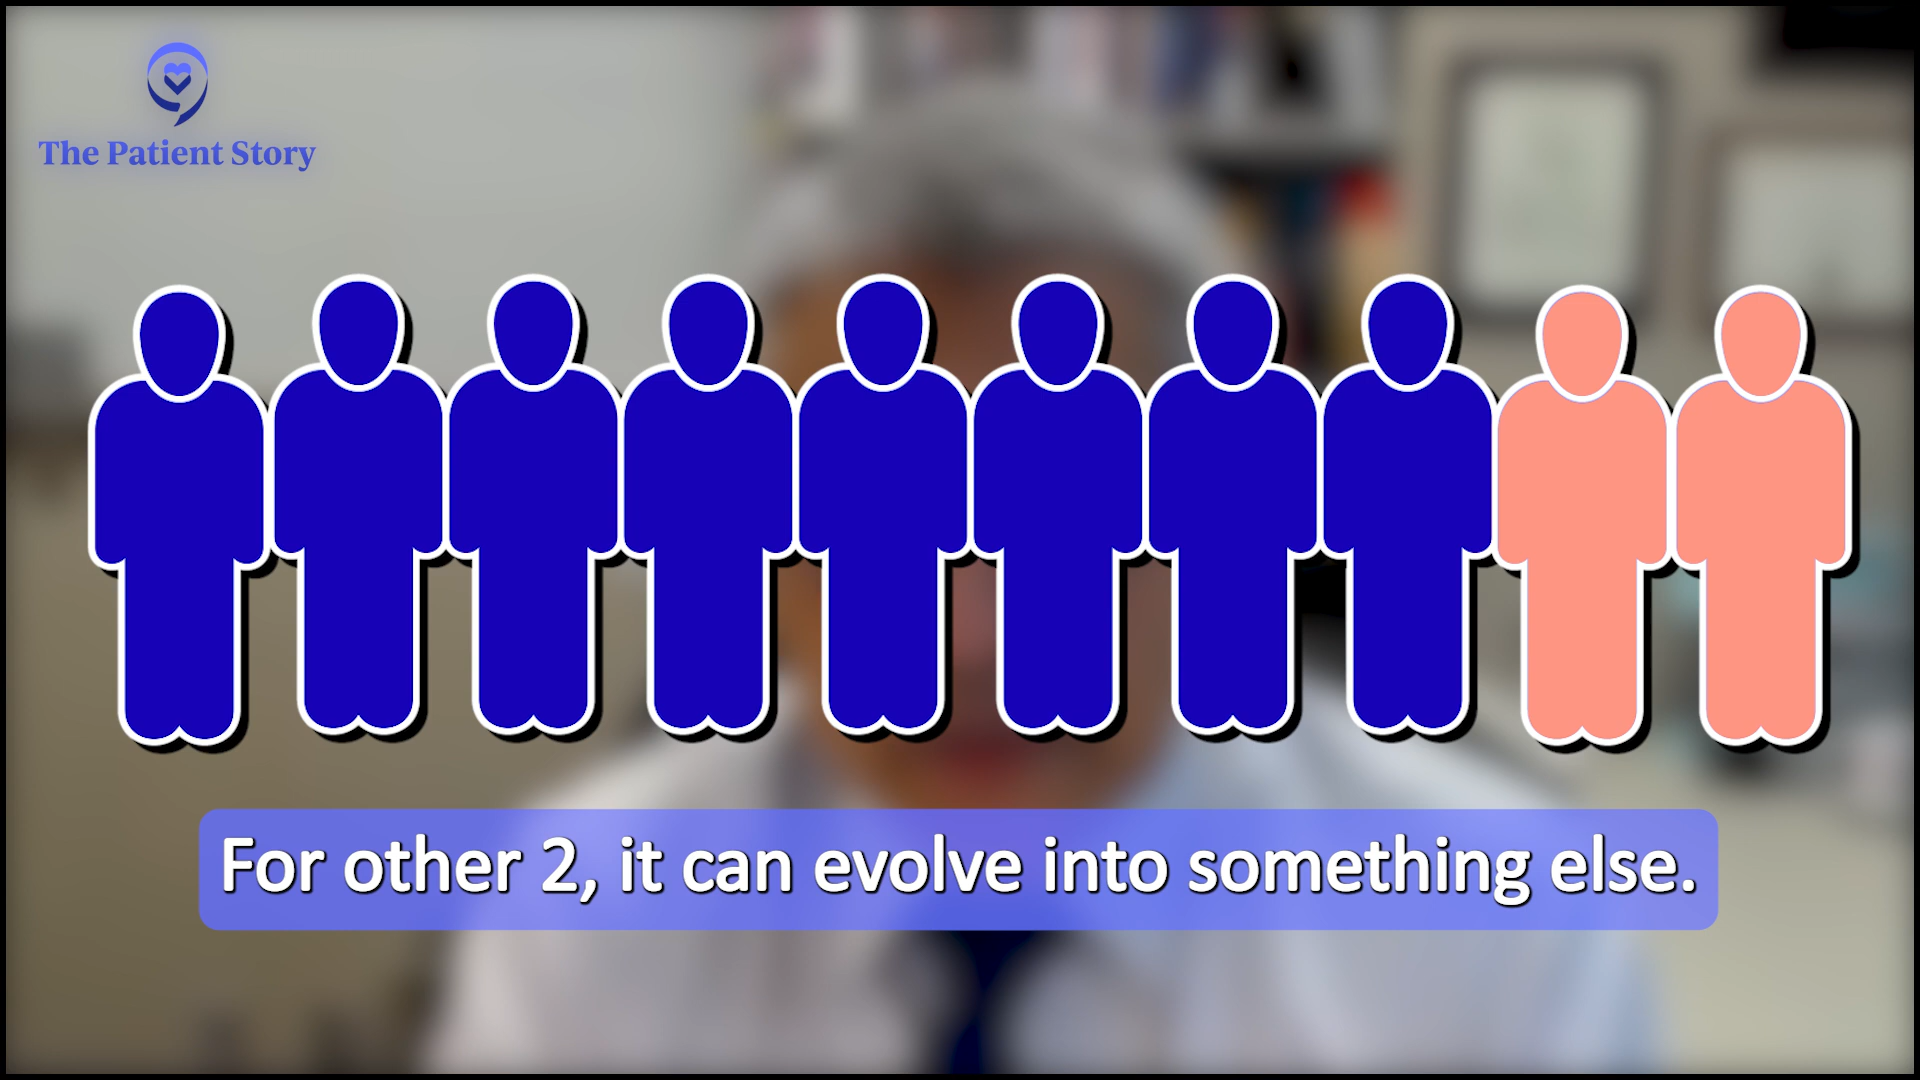 The Patient Story
For other 2, it can evolve into something else.